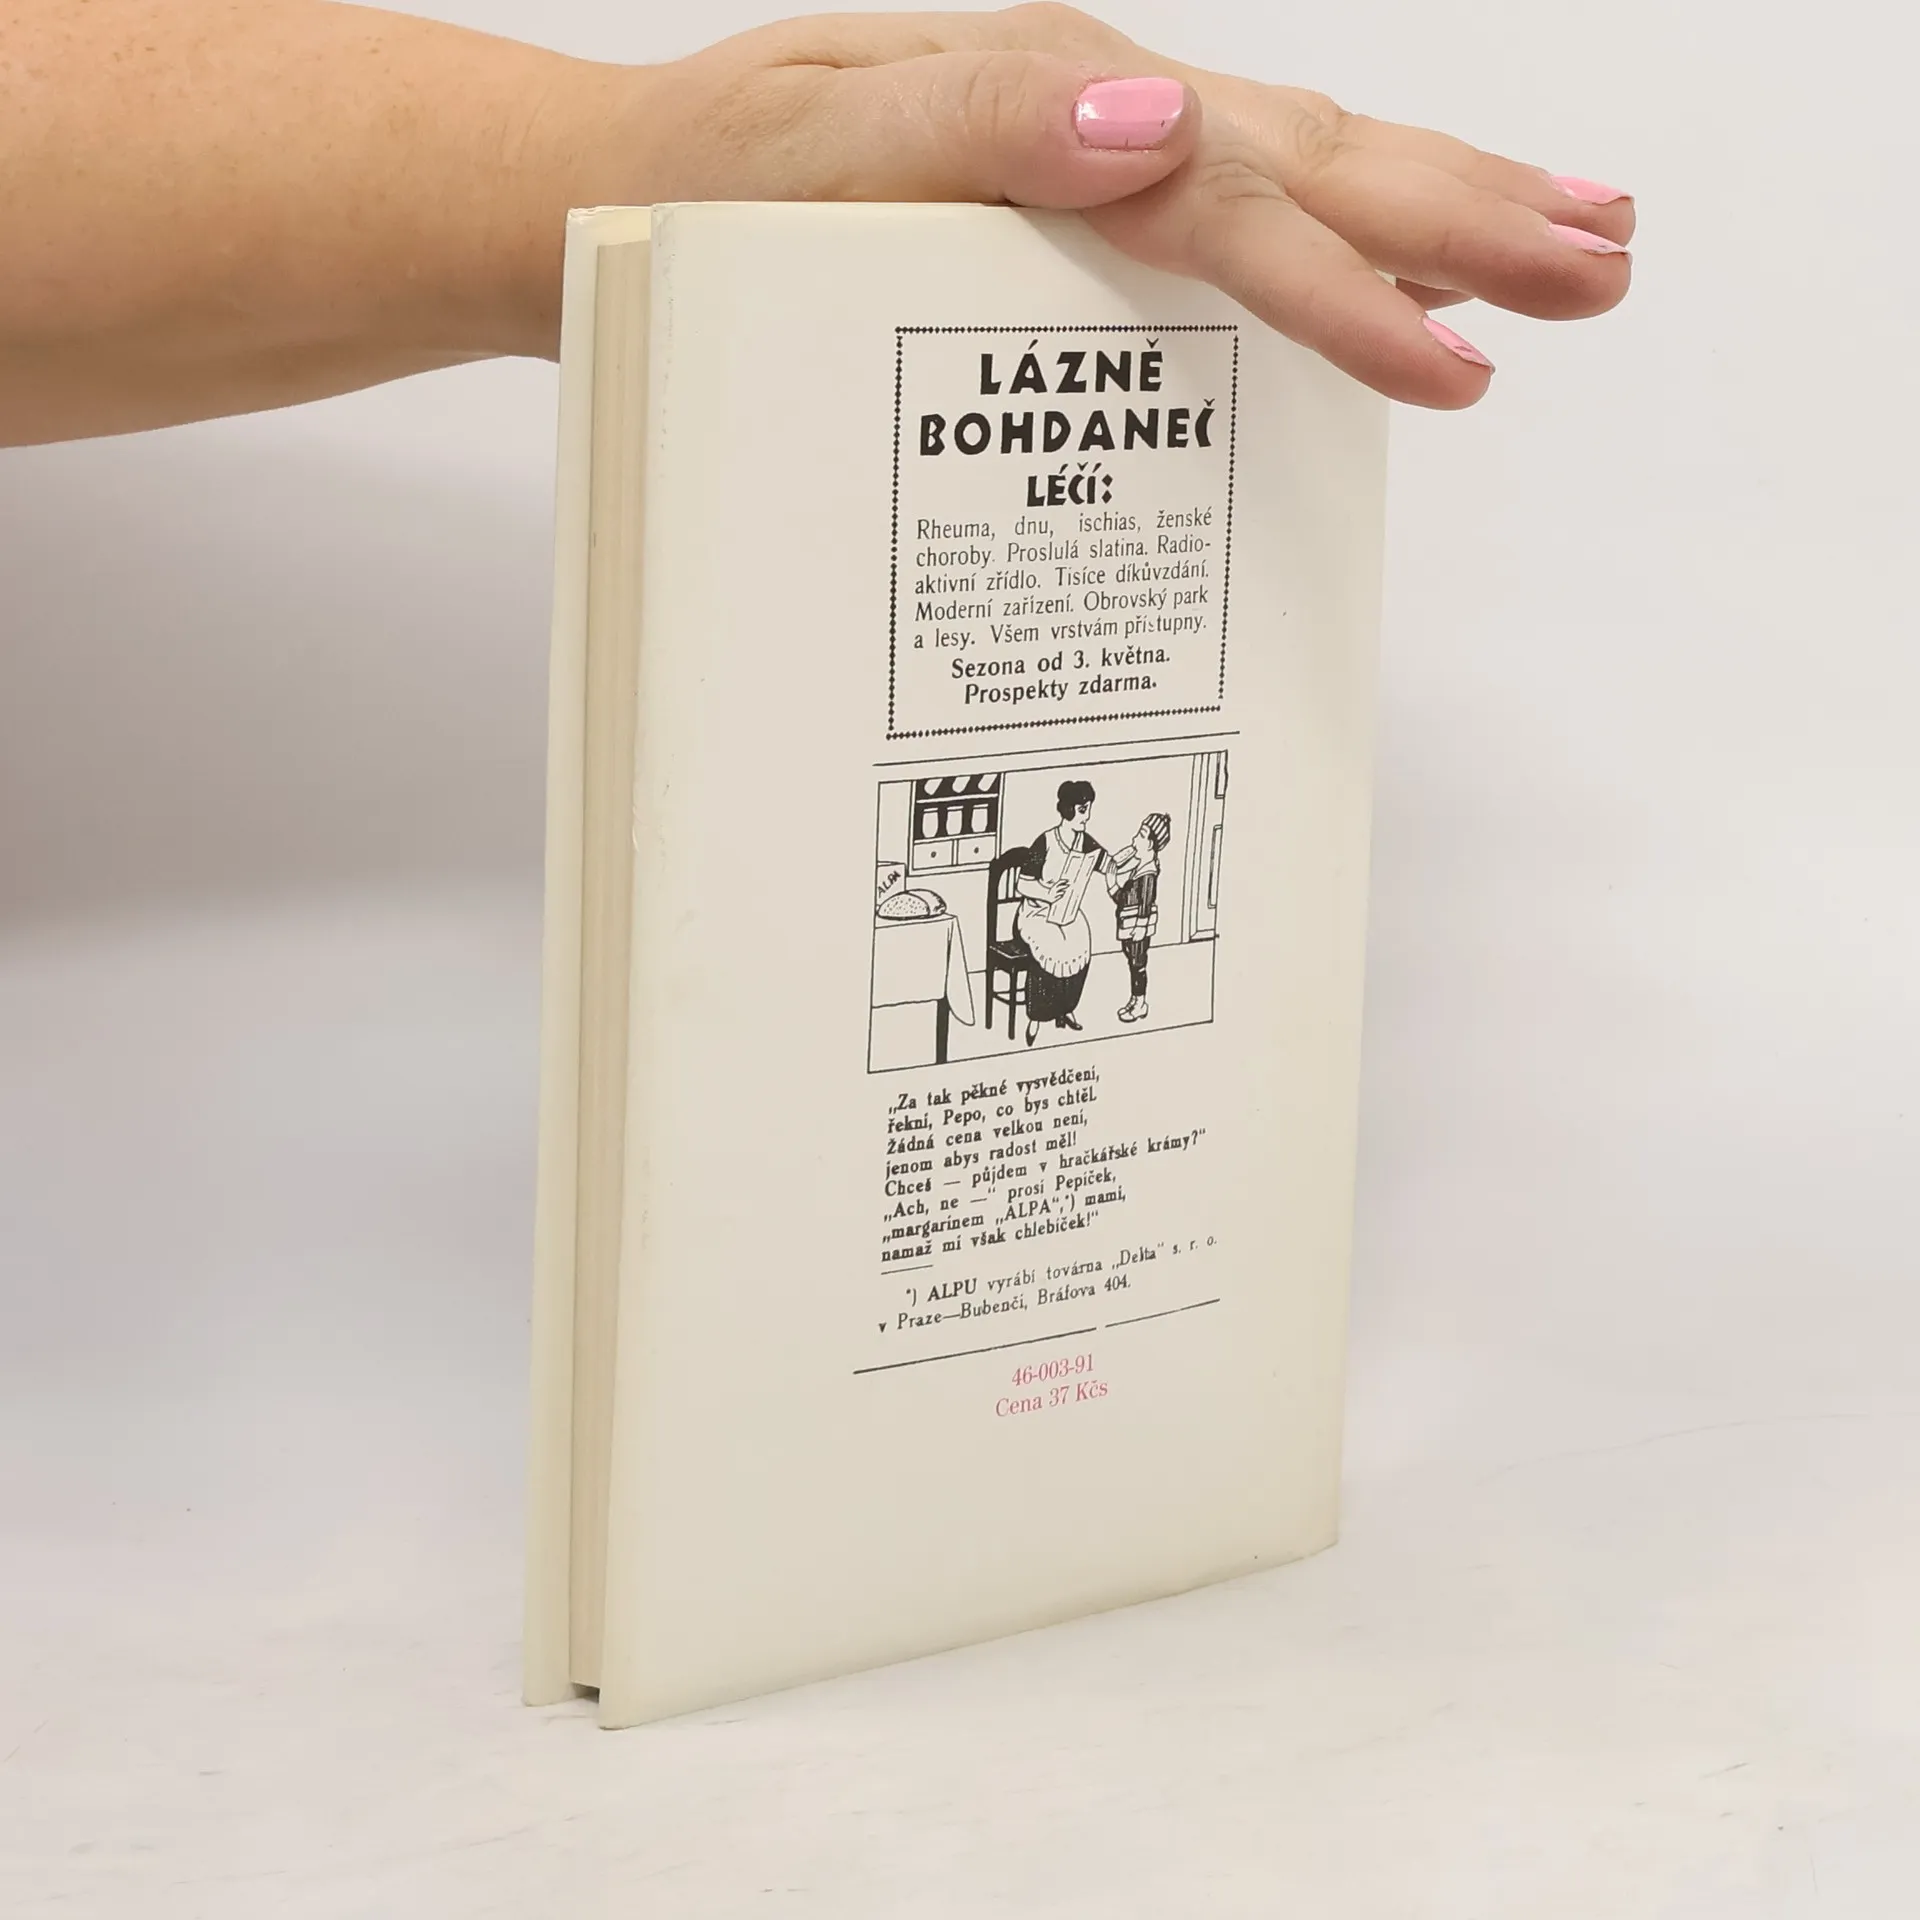 LÁZNĚ
BOHDANEČ
LÉČÍ:
Rheuma, dnu, ischias, ženské
choroby. Proslulá slatina. Radio-
aktivní zřídlo. Tisíce díkůvzdání.
Moderní zařízení. Obrovský park
a lesy. Všem vrstvám přístupny.
Sezona od 3. května.
Prospekty zdarma.
ALPA
„Za tak pěkné vysvědčení,
řekni, Pepo, co bys chtěl.
Žádná cena velkou není,
jenom abys radost měl!
Chceš — půjdem v hračkářské krámy?“
„Ach, ne —“ prosí Pepíček,
„margarinem „ALPA“,*) mami,
namaž mi však chlebíček!“
*) ALPU vyrábí továrna „Delta“ s. r. o.
v Praze—Bubenči, Bráfova 404.
46-003-91
Cena 37 Kčs